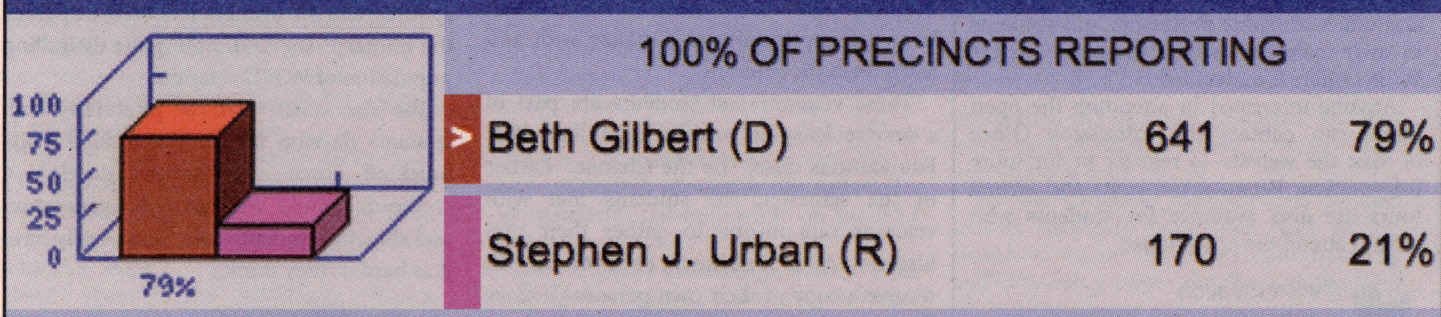 100% OF PRECINCTS REPORTING
100
75
50
25
0
79%
> Beth Gilbert (D) 641 79%
Stephen J. Urban (R) 170 21%